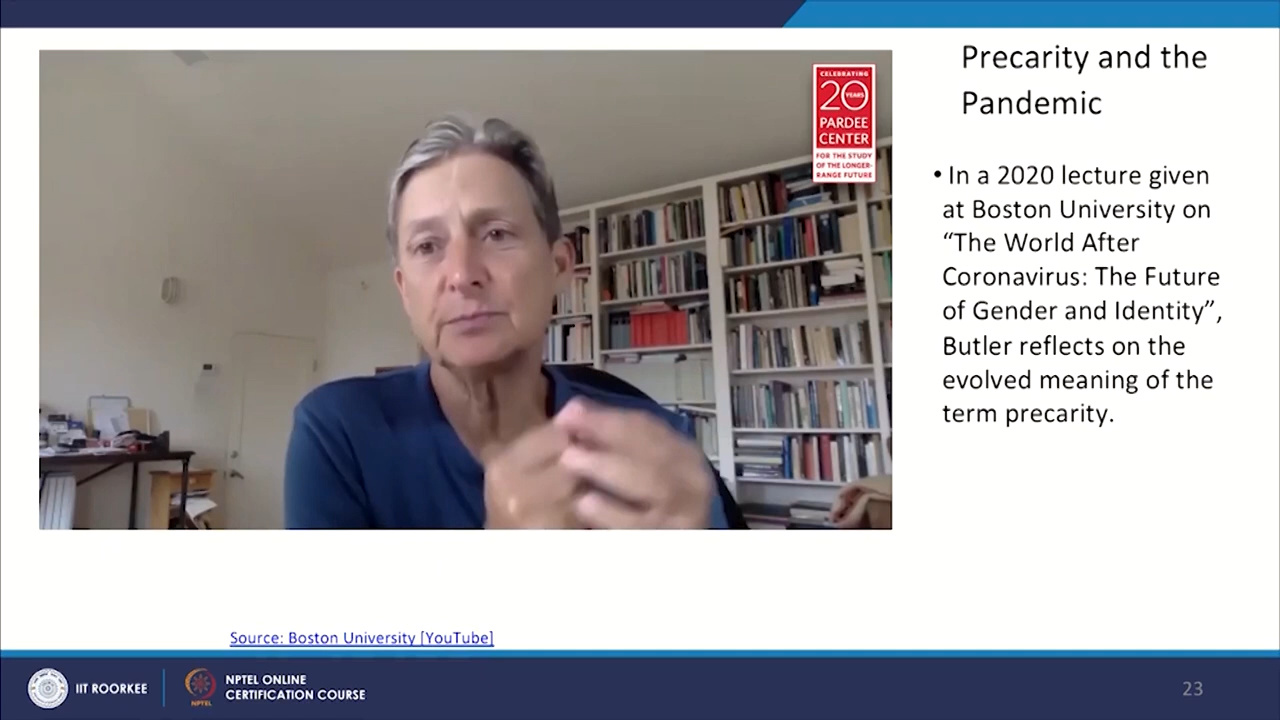 Precarity and the
Pandemic
• In a 2020 lecture given
at Boston University on
“The World After
Coronavirus: The Future
of Gender and Identity”,
Butler reflects on the
evolved meaning of the
term precarity.
CELEBRATING
20 YEARS
PARDEE
CENTER
FOR THE STUDY
OF THE LONGER-
RANGE FUTURE
Source: Boston University [YouTube]
IIT ROORKEE
NPTEL
NPTEL ONLINE
CERTIFICATION COURSE
23